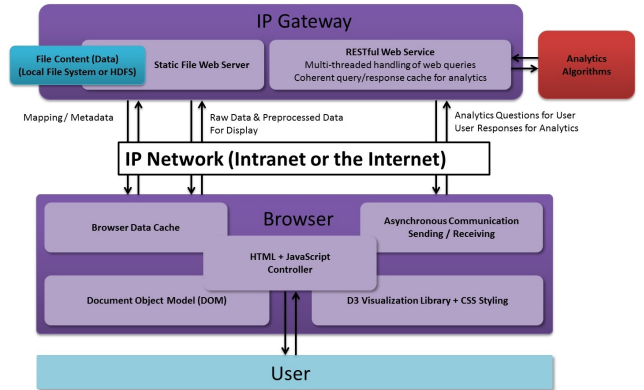 IP Gateway
File Content (Data)
(Local File System or HDFS)
Static File Web Server
RESTful Web Service
Multi-threaded handling of web queries
Coherent query/response cache for analytics
Analytics
Algorithms
Mapping / Metadata
Raw Data & Preprocessed Data
For Display
Analytics Questions for User
User Responses for Analytics
IP Network (Intranet or the Internet)
Browser
Browser Data Cache
Asynchronous Communication
Sending / Receiving
HTML + JavaScript
Controller
Document Object Model (DOM)
D3 Visualization Library + CSS Styling
User